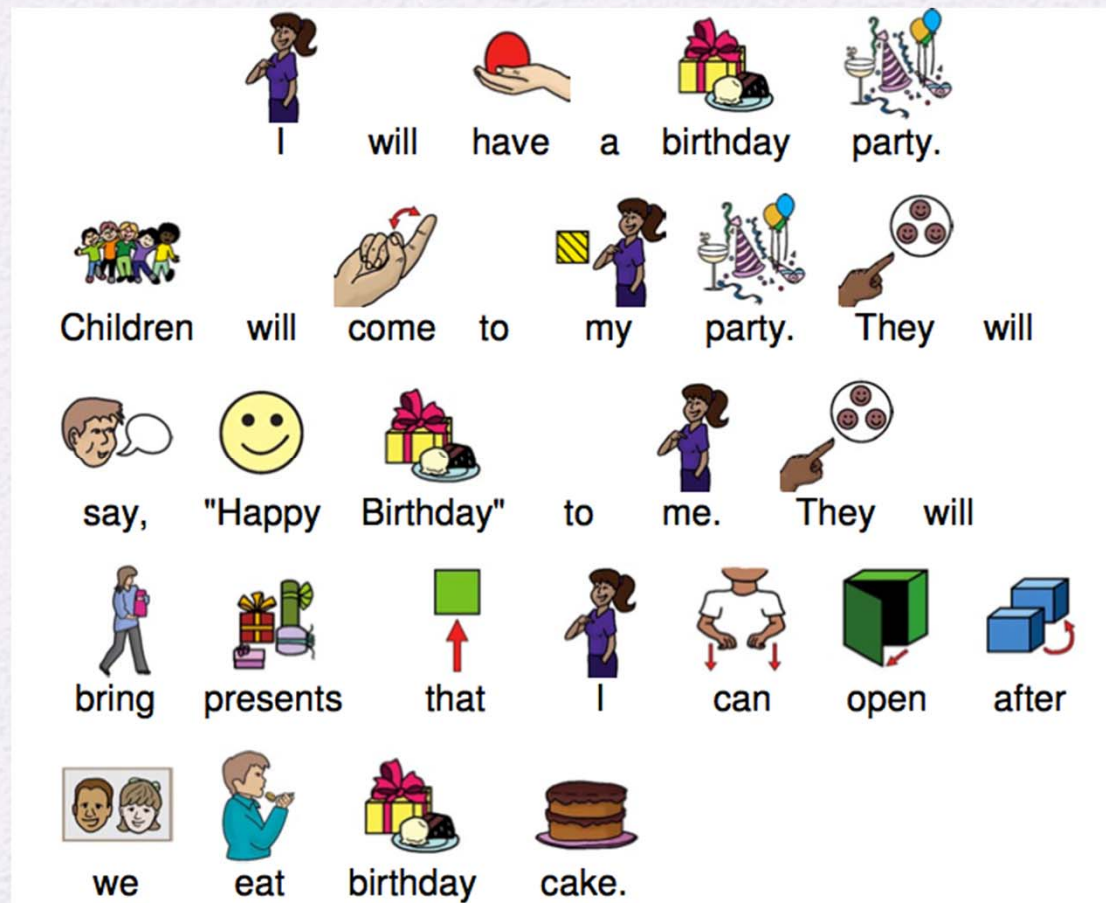 I will have a birthday party.
Children will come to my party. They will
say, "Happy Birthday" to me. They will
bring presents that I can open after
we eat birthday cake.